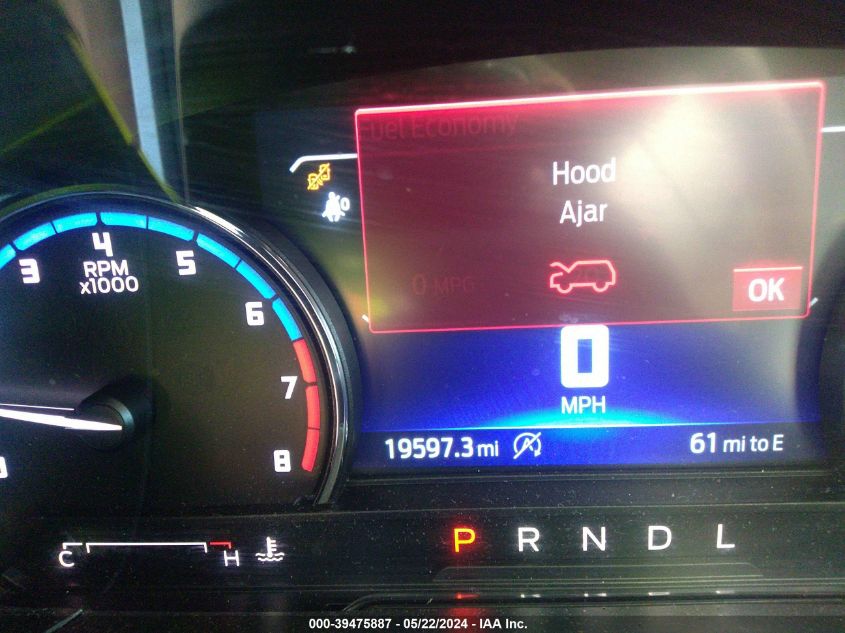 Fuel Economy
Hood
Ajar
0 MPG
OK
0
MPH
19597.3 mi
61 mi to E
3
4
5
6
7
8
RPM
x1000
C
H
P R N D L
000-39475887 - 05/22/2024 - IAA Inc.